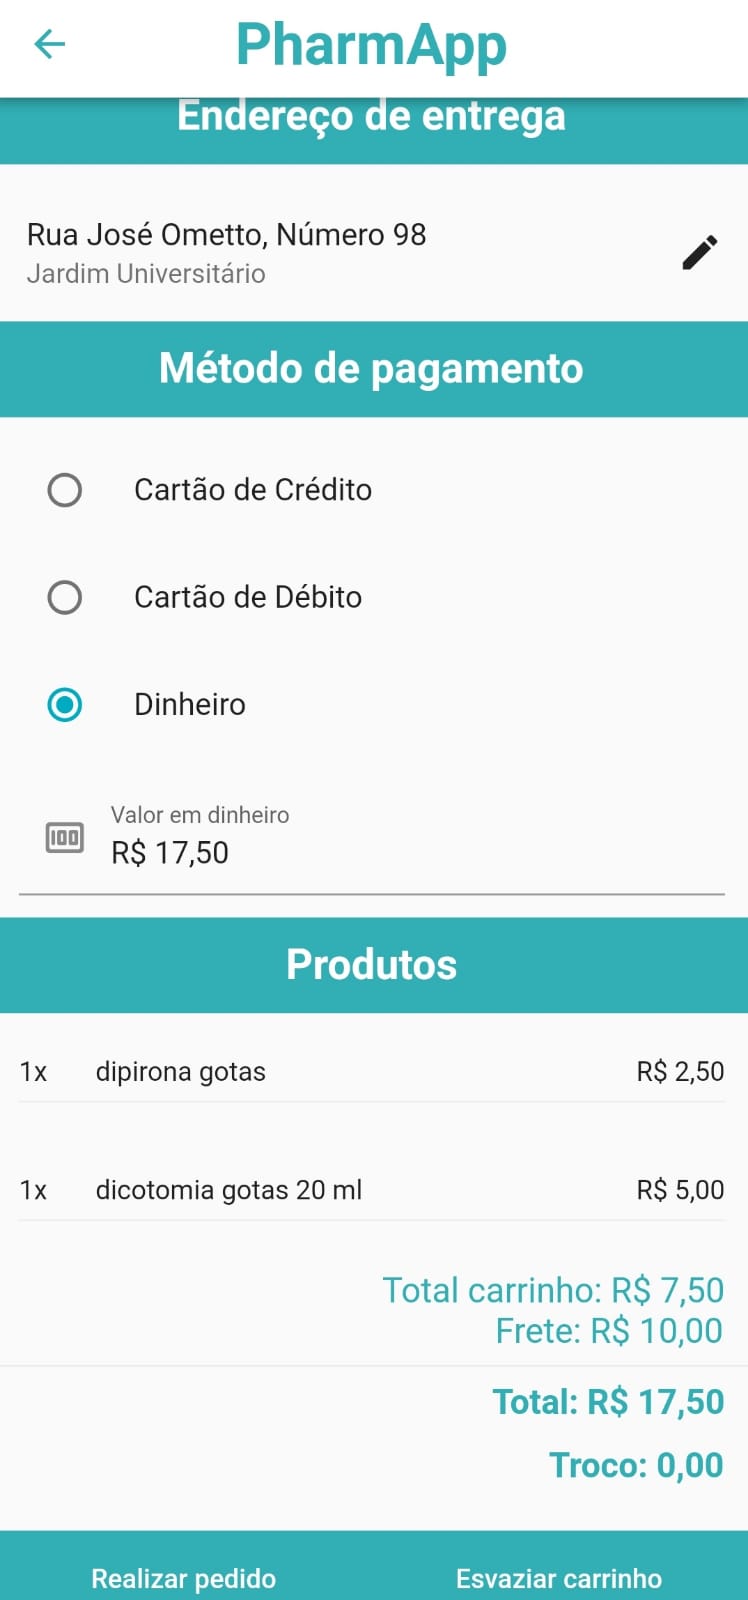 PharmApp
Endereço de entrega
Rua José Ometto, Número 98
Jardim Universitário
Método de pagamento
Cartão de Crédito
Cartão de Débito
Dinheiro
100
Valor em dinheiro
R$ 17,50
Produtos
1x dipirona gotas R$ 2,50
1x dicotomia gotas 20 ml R$ 5,00
Total carrinho: R$ 7,50
Frete: R$ 10,00
Total: R$ 17,50
Troco: 0,00
Realizar pedido Esvaziar carrinho